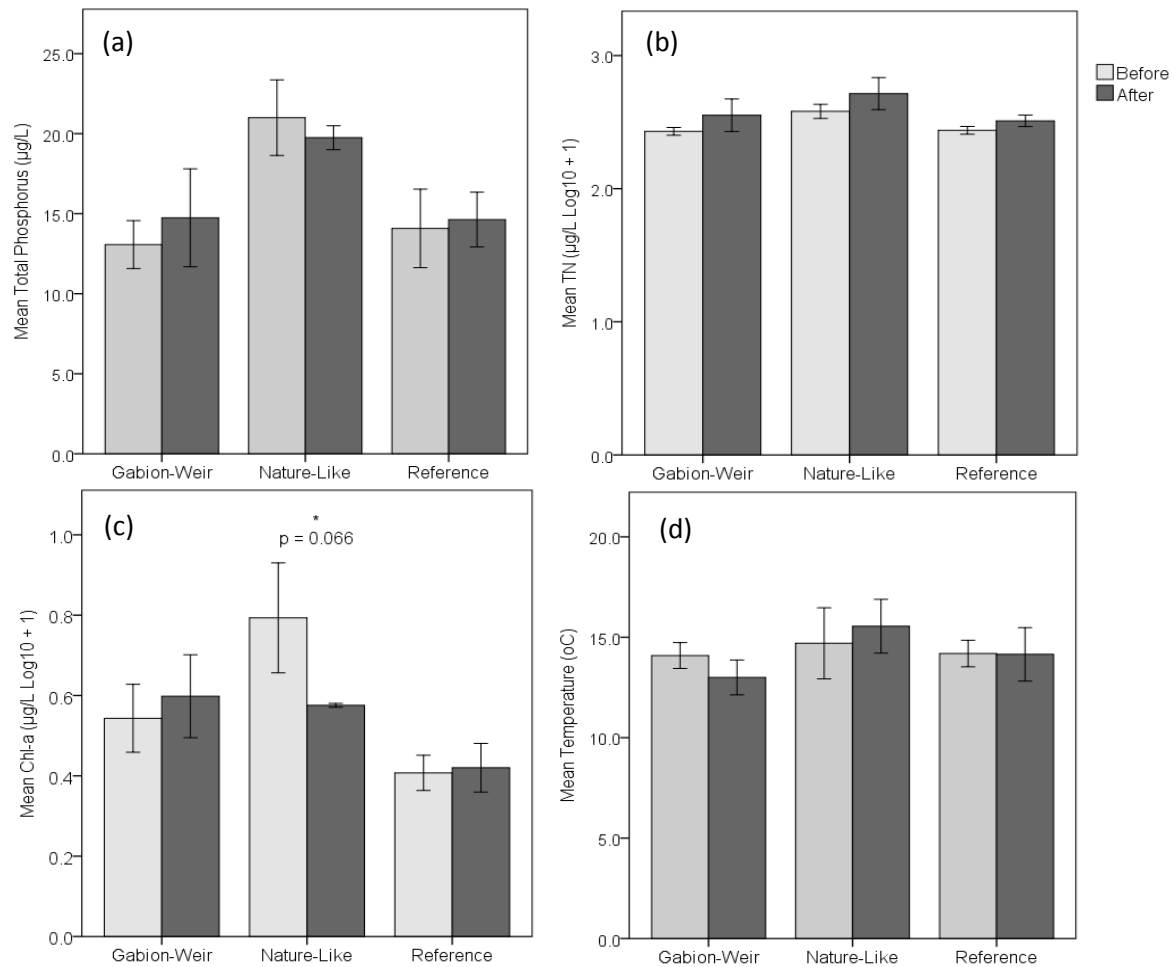 (a)
25.0
20.0
15.0
10.0
5.0
0.0
Mean Total Phosphorus (µg/L)
Gabion-Weir Nature-Like Reference
(b)
3.0
2.0
1.0
0.0
Mean TN (µg/L Log10 + 1)
Gabion-Weir Nature-Like Reference
Before
After
(c)
*
p = 0.066
1.0
0.8
0.6
0.4
0.2
0.0
Mean Chl-a (µg/L Log10 + 1)
Gabion-Weir Nature-Like Reference
(d)
20.0
15.0
10.0
5.0
0.0
Mean Temperature (oC)
Gabion-Weir Nature-Like Reference